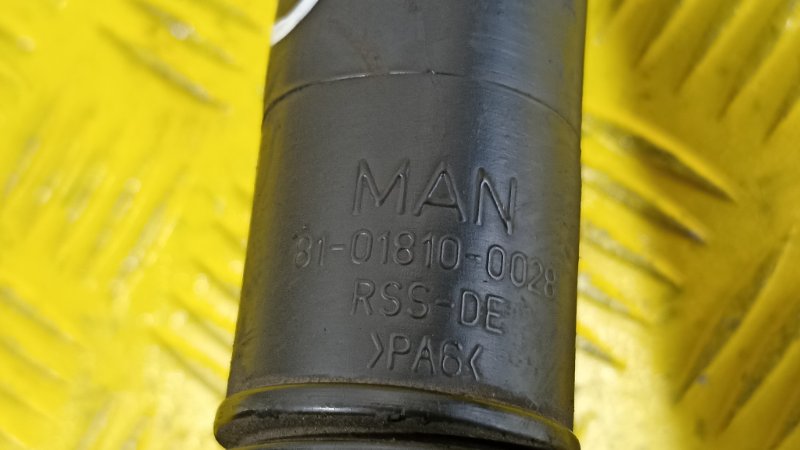 MAN
81-01810-0028
RSS-DE
>PA6<